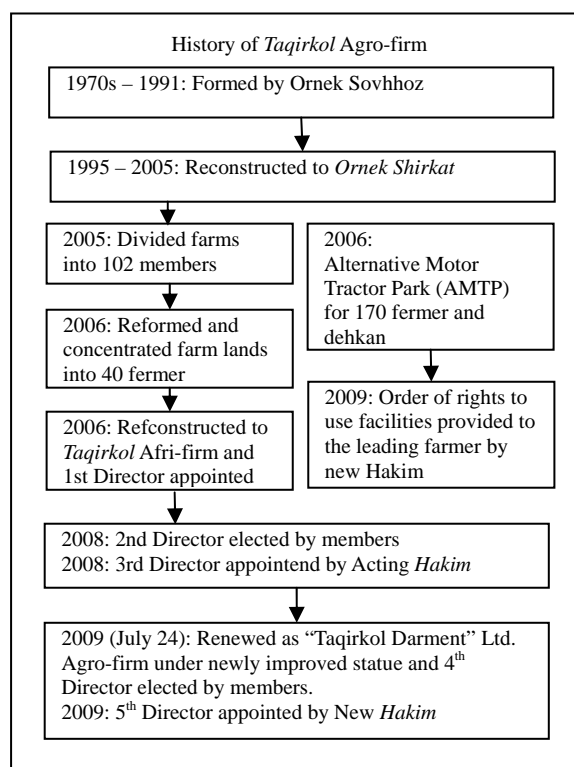 History of Taqirkol Agro-firm
1970s – 1991: Formed by Ornek Sovhhoz
1995 – 2005: Reconstructed to Ornek Shirkat
2005: Divided farms
into 102 members
2006: Reformed and
concentrated farm lands
into 40 fermer
2006: Refconstructed to
Taqirkol Afri-firm and
1st Director appointed
2006:
Alternative Motor
Tractor Park (AMTP)
for 170 fermer and
dehkan
2009: Order of rights to
use facilities provided to
the leading farmer by
new Hakim
2008: 2nd Director elected by members
2008: 3rd Director appointend by Acting Hakim
2009 (July 24): Renewed as “Taqirkol Darment” Ltd.
Agro-firm under newly improved statue and 4th
Director elected by members.
2009: 5th Director appointed by New Hakim